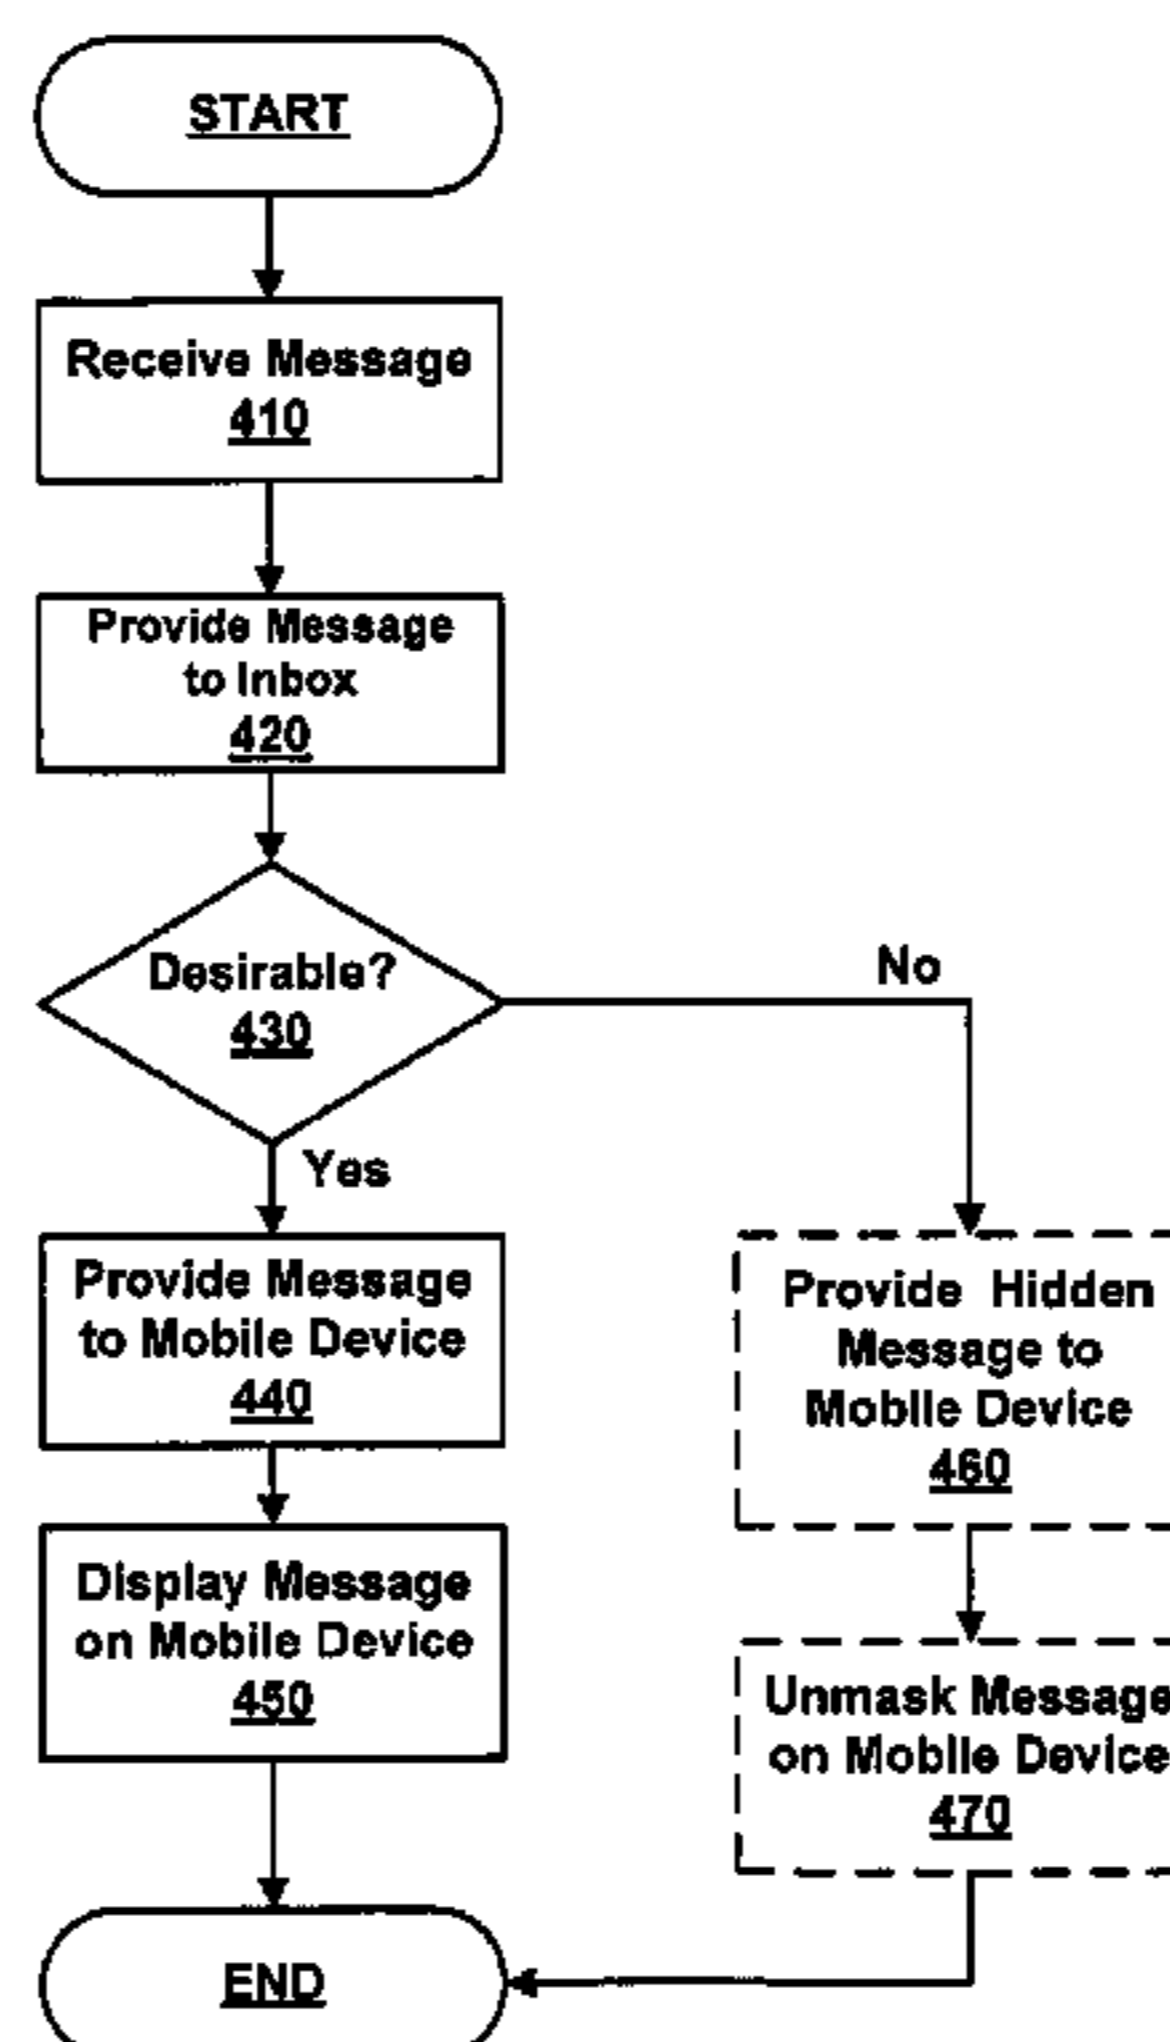 START
Receive Message
410
Provide Message
to Inbox
420
Desirable?
430
No
Yes
Provide Message
to Mobile Device
440
Provide Hidden
Message to
Mobile Device
460
Display Message
on Mobile Device
450
Unmask Message
on Mobile Device
470
END